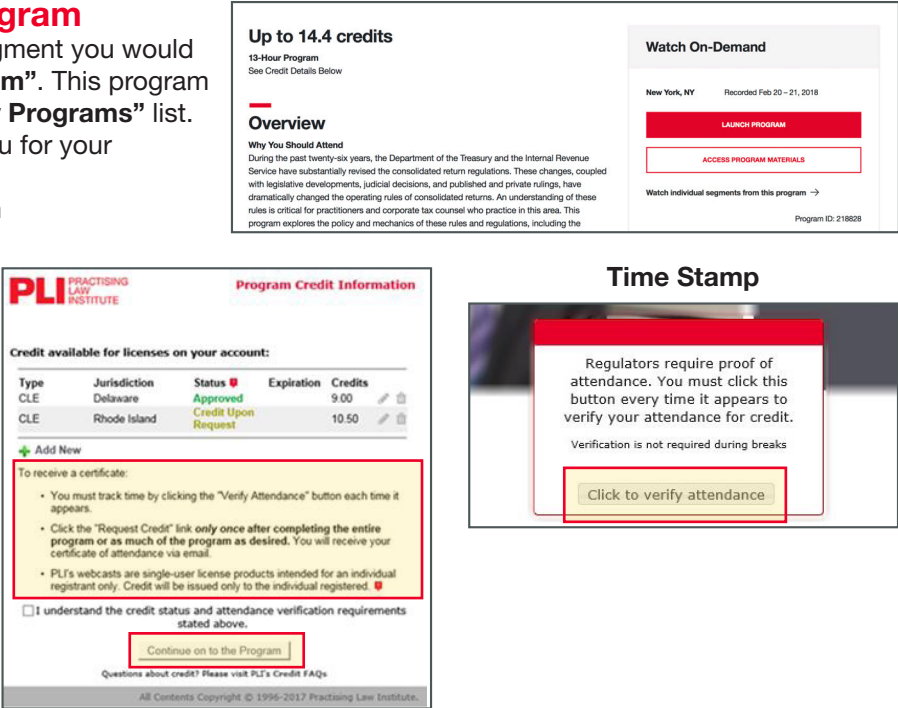 gram
gment you would
m”. This program
r Programs” list.
u for your
Up to 14.4 credits
13-Hour Program
See Credit Details Below
Overview
Why You Should Attend
During the past twenty-six years, the Department of the Treasury and the Internal Revenue
Service have substantially revised the consolidated return regulations. These changes, coupled
with legislative developments, judicial decisions, and published and private rulings, have
dramatically changed the operating rules of consolidated returns. An understanding of these
rules is critical for practitioners and corporate tax counsel who practice in this area. This
program explores the policy and mechanics of these rules and regulations, including the
Watch On-Demand
New York, NY Recorded Feb 20 – 21, 2018
LAUNCH PROGRAM
ACCESS PROGRAM MATERIALS
Watch individual segments from this program →
Program ID: 218828
PLI PRACTISING
LAW
INSTITUTE
Program Credit Information
Credit available for licenses on your account:
Type Jurisdiction Status Expiration Credits
CLE Delaware Approved 9.00
CLE Rhode Island Credit Upon Request 10.50
Add New
To receive a certificate:
• You must track time by clicking the "Verify Attendance" button each time it
appears.
• Click the "Request Credit" link only once after completing the entire
program or as much of the program as desired. You will receive your
certificate of attendance via email.
• PLI's webcasts are single-user license products intended for an individual
registrant only. Credit will be issued only to the individual registered.
I understand the credit status and attendance verification requirements
stated above.
Continue on to the Program
Questions about credit? Please visit PLI's Credit FAQs
All Contents Copyright © 1996-2017 Practising Law Institute.
Time Stamp
Regulators require proof of
attendance. You must click this
button every time it appears to
verify your attendance for credit.
Verification is not required during breaks
Click to verify attendance